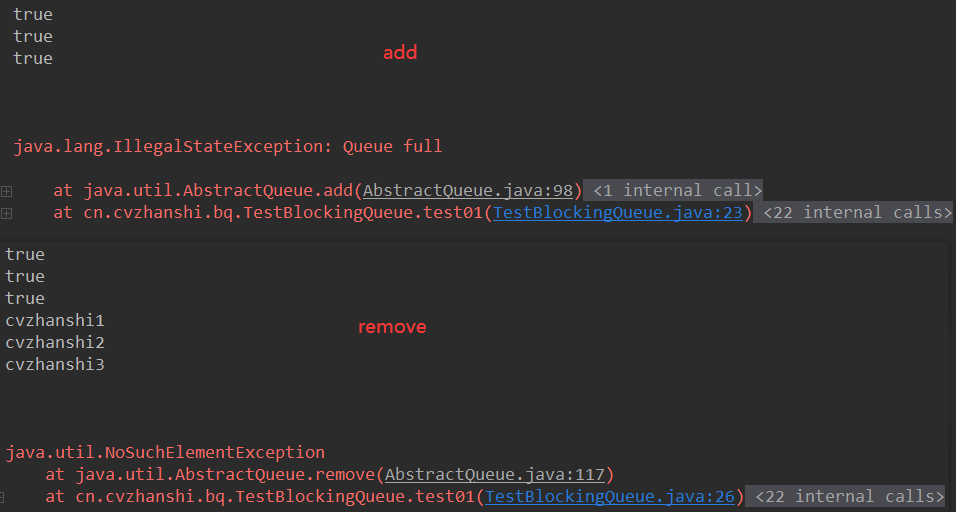 true
true
true
add
java.lang.IllegalStateException: Queue full
at java.util.AbstractQueue.add(AbstractQueue.java:98) <1 internal call>
at cn.cvzhanshi.bq.TestBlockingQueue.test01(TestBlockingQueue.java:23) <22 internal calls>
true
true
true
cvzhanshi1
remove
cvzhanshi2
cvzhanshi3
java.util.NoSuchElementException
at java.util.AbstractQueue.remove(AbstractQueue.java:117)
at cn.cvzhanshi.bq.TestBlockingQueue.test01(TestBlockingQueue.java:26) <22 internal calls>